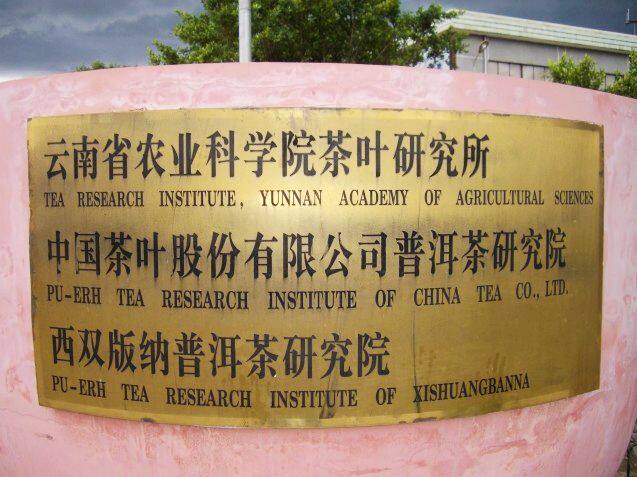 云南省农业科学院茶叶研究所
TEA RESEARCH INSTITUTE, YUNNAN ACADEMY OF AGRICULTURAL SCIENCES
中国茶叶股份有限公司普洱茶研究院
PU-ERH TEA RESEARCH INSTITUTE OF CHINA TEA CO., LTD.
西双版纳普洱茶研究院
PU-ERH TEA RESEARCH INSTITUTE OF XISHUANGBANNA